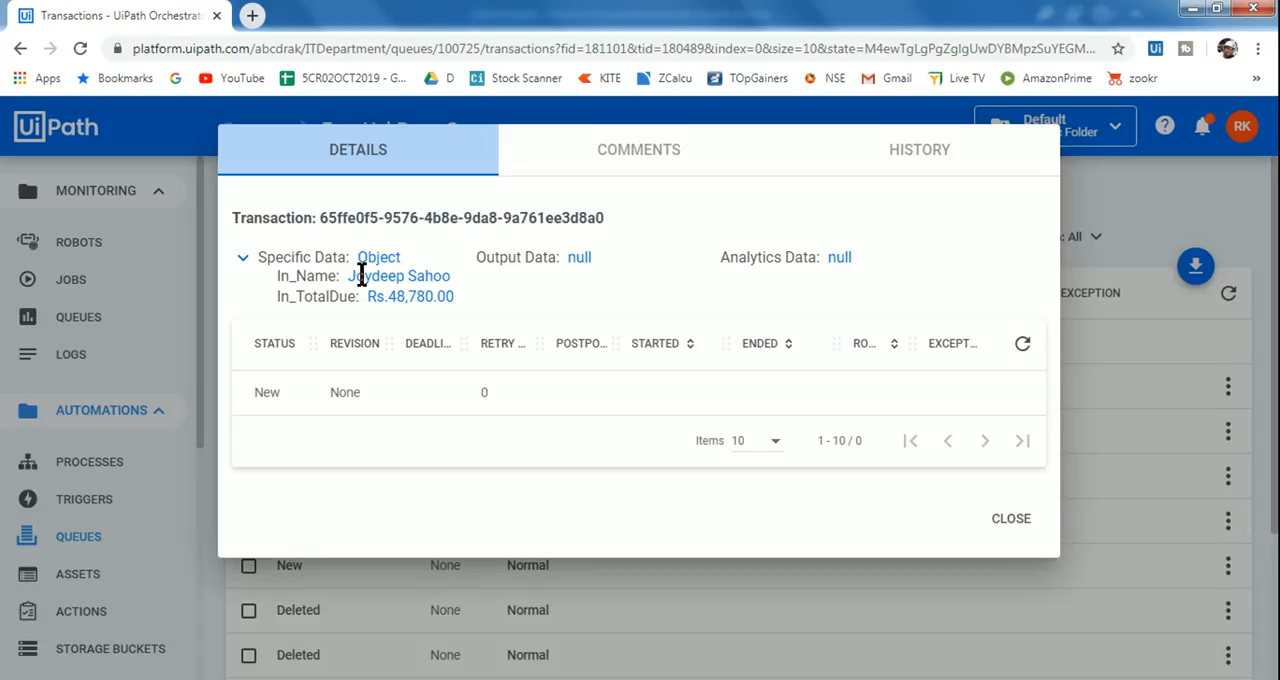 Transactions - UiPath Orchestrato
platform.uipath.com/abcdrak/ITDepartment/queues/100725/transactions?fid=181101&tid=180489&index=0&size=10&state=M4ewTgLgPgZglgUwDYBMpzSuYEGM...
Apps Bookmarks YouTube 5CR02OCT2019 - G... D Stock Scanner KITE ZCalcu TOpGainers NSE Gmail Live TV AmazonPrime zookr »
Ui Path
Default
Folder
RK
DETAILS COMMENTS HISTORY
MONITORING
ROBOTS
JOBS
QUEUES
LOGS
AUTOMATIONS
PROCESSES
TRIGGERS
QUEUES
ASSETS
ACTIONS
STORAGE BUCKETS
Transaction: 65ffe0f5-9576-4b8e-9da8-9a761ee3d8a0
Specific Data: Object Output Data: null Analytics Data: null
In_Name: Joydeep Sahoo
In_TotalDue: Rs.48,780.00
STATUS REVISION DEADLI... RETRY ... POSTPO... STARTED ENDED RO... EXCEPT...
New None 0
Items 10 1 - 10 / 0
CLOSE
: All
EXCEPTION
New None Normal
Deleted None Normal
Deleted None Normal